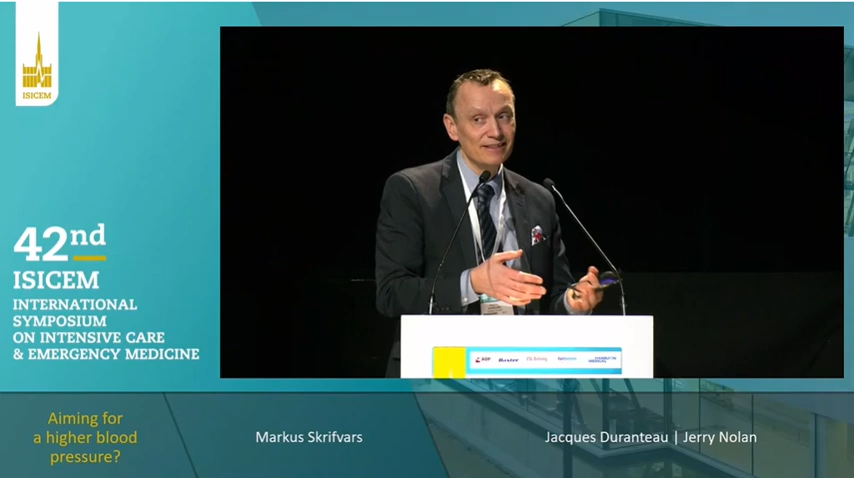 ISICEM
42nd
ISICEM
INTERNATIONAL
SYMPOSIUM
ON INTENSIVE CARE
& EMERGENCY MEDICINE
Baxter
Aiming for
a higher blood
pressure?
Markus Skrifvars
Jacques Duranteau | Jerry Nolan